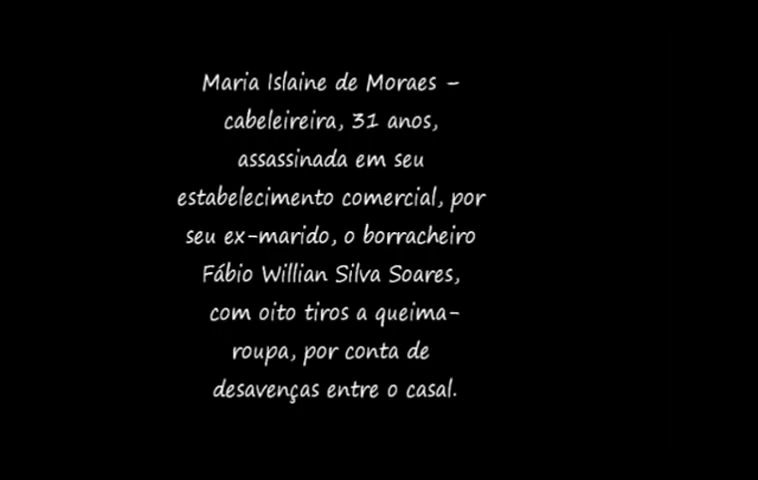 Maria Islaine de Moraes –
cabeleireira, 31 anos,
assassinada em seu
estabelecimento comercial, por
seu ex-marido, o borracheiro
Fábio Willian Silva Soares,
com oito tiros a queima-
roupa, por conta de
desavenças entre o casal.